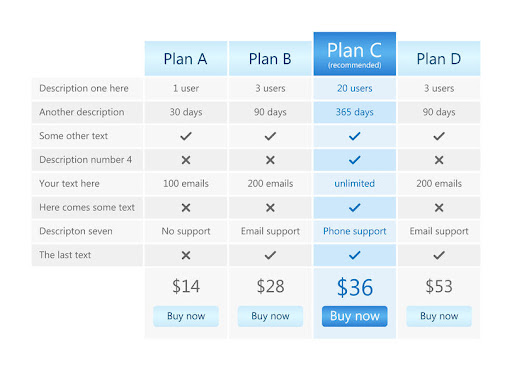 Plan A Plan B Plan C Plan D
(recommended)
Description one here 1 user 3 users 20 users 3 users
Another description 30 days 90 days 365 days 90 days
Some other text ✓ ✓ ✓ ✓
Description number 4 ✕ ✕ ✓ ✕
Your text here 100 emails 200 emails unlimited 200 emails
Here comes some text ✕ ✕ ✓ ✕
Descripton seven No support Email support Phone support Email support
The last text ✕ ✓ ✓ ✓
$14 $28 $36 $53
Buy now Buy now Buy now Buy now